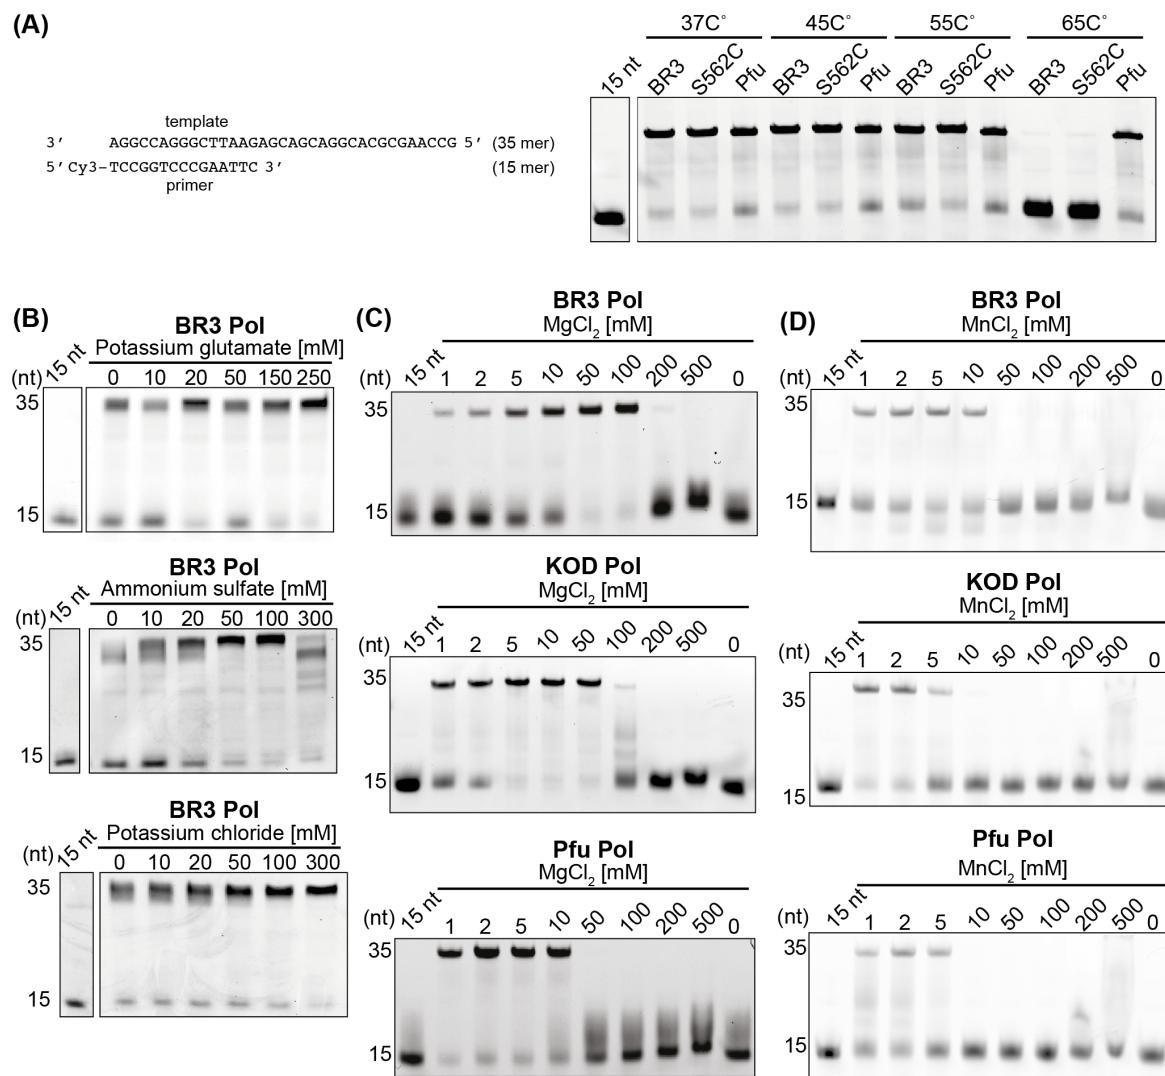 (A)
37C° 45C° 55C° 65C°
15 nt BR3 S562C Pfu BR3 S562C Pfu BR3 S562C Pfu BR3 S562C Pfu
template
3′ AGGCCAGGGCTTAAGAGCAGCAGGCACGCGAACCG 5′ (35 mer)
5′ Cy3-TCCGGTCCCGAATTC 3′ (15 mer)
primer
(B)
BR3 Pol
Potassium glutamate [mM]
15 nt
(nt) 0 10 20 50 150 250
35
15
BR3 Pol
Ammonium sulfate [mM]
15 nt
(nt) 0 10 20 50 100 300
35
15
BR3 Pol
Potassium chloride [mM]
15 nt
(nt) 0 10 20 50 100 300
35
15
(C)
BR3 Pol
MgCl2 [mM]
(nt) 15 nt 1 2 5 10 50 100 200 500 0
35
15
KOD Pol
MgCl2 [mM]
(nt) 15 nt 1 2 5 10 50 100 200 500 0
35
15
Pfu Pol
MgCl2 [mM]
(nt) 15 nt 1 2 5 10 50 100 200 500 0
35
15
(D)
BR3 Pol
MnCl2 [mM]
(nt) 15 nt 1 2 5 10 50 100 200 500 0
35
15
KOD Pol
MnCl2 [mM]
(nt) 15 nt 1 2 5 10 50 100 200 500 0
35
15
Pfu Pol
MnCl2 [mM]
(nt) 15 nt 1 2 5 10 50 100 200 500 0
35
15